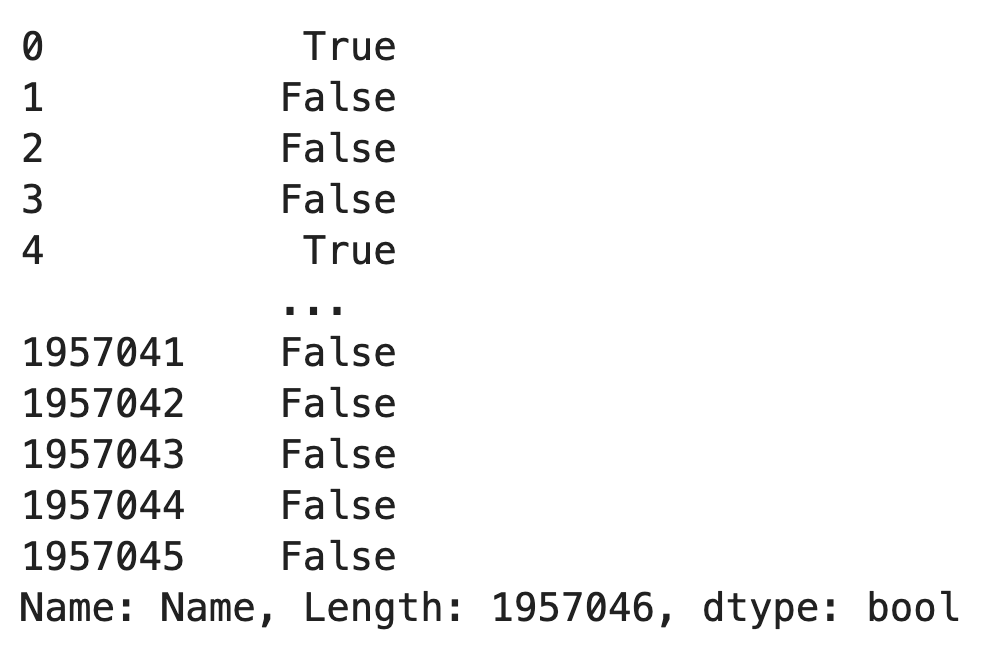 0           True
1          False
2          False
3          False
4           True
           ...
1957041    False
1957042    False
1957043    False
1957044    False
1957045    False
Name: Name, Length: 1957046, dtype: bool